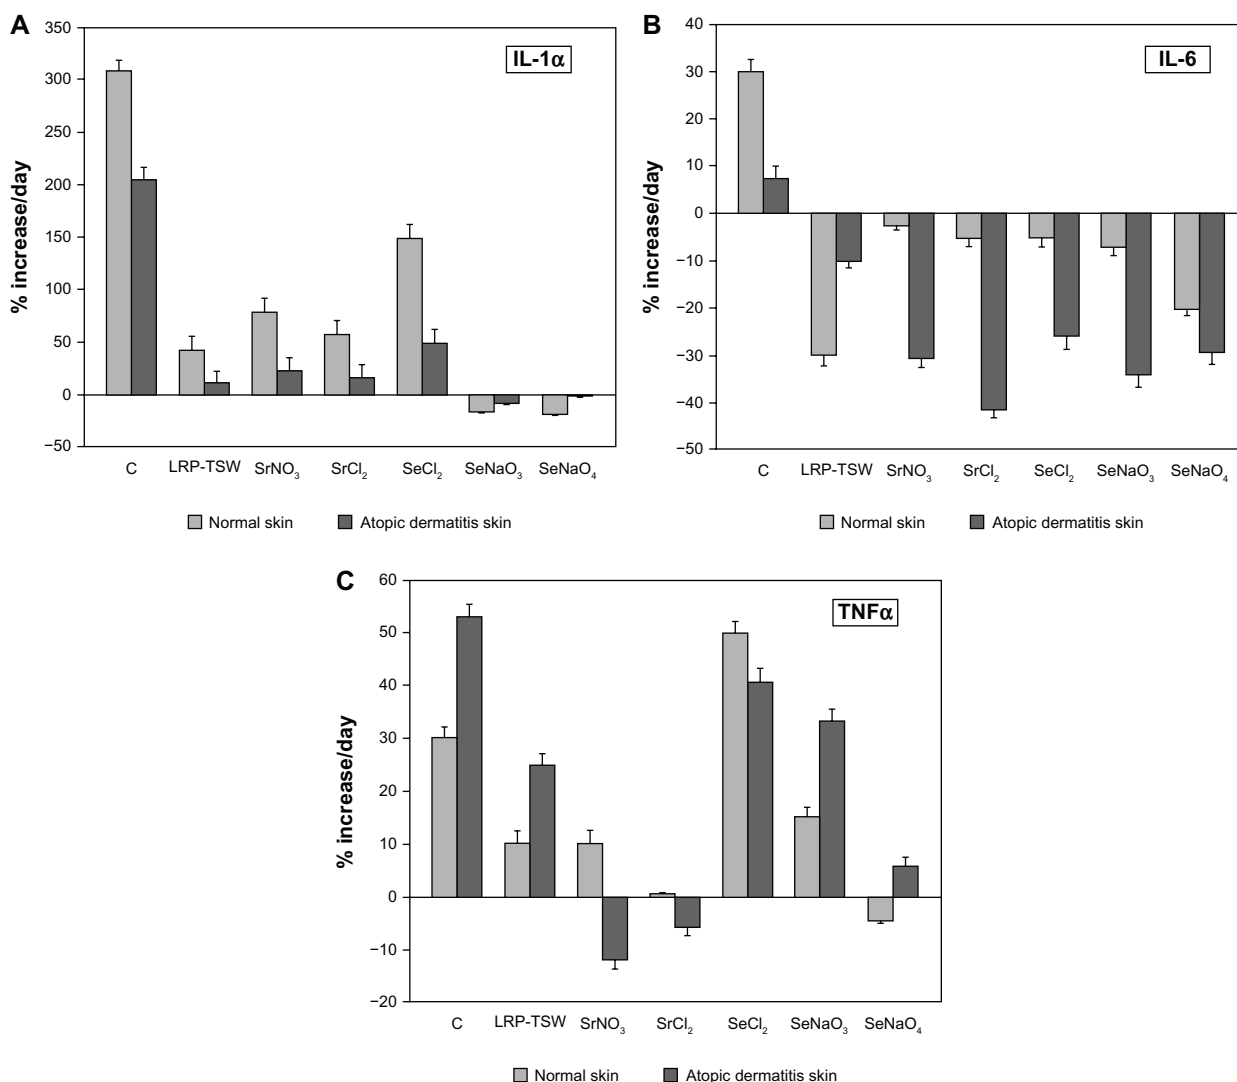 A
IL-1α
% increase/day
350
300
250
200
150
100
50
0
−50
C LRP-TSW SrNO₃ SrCl₂ SeCl₂ SeNaO₃ SeNaO₄
Normal skin Atopic dermatitis skin
B
IL-6
% increase/day
40
30
20
10
0
−10
−20
−30
−40
−50
C LRP-TSW SrNO₃ SrCl₂ SeCl₂ SeNaO₃ SeNaO₄
Normal skin Atopic dermatitis skin
C
TNFα
% increase/day
60
50
40
30
20
10
0
−10
−20
C LRP-TSW SrNO₃ SrCl₂ SeCl₂ SeNaO₃ SeNaO₄
Normal skin Atopic dermatitis skin